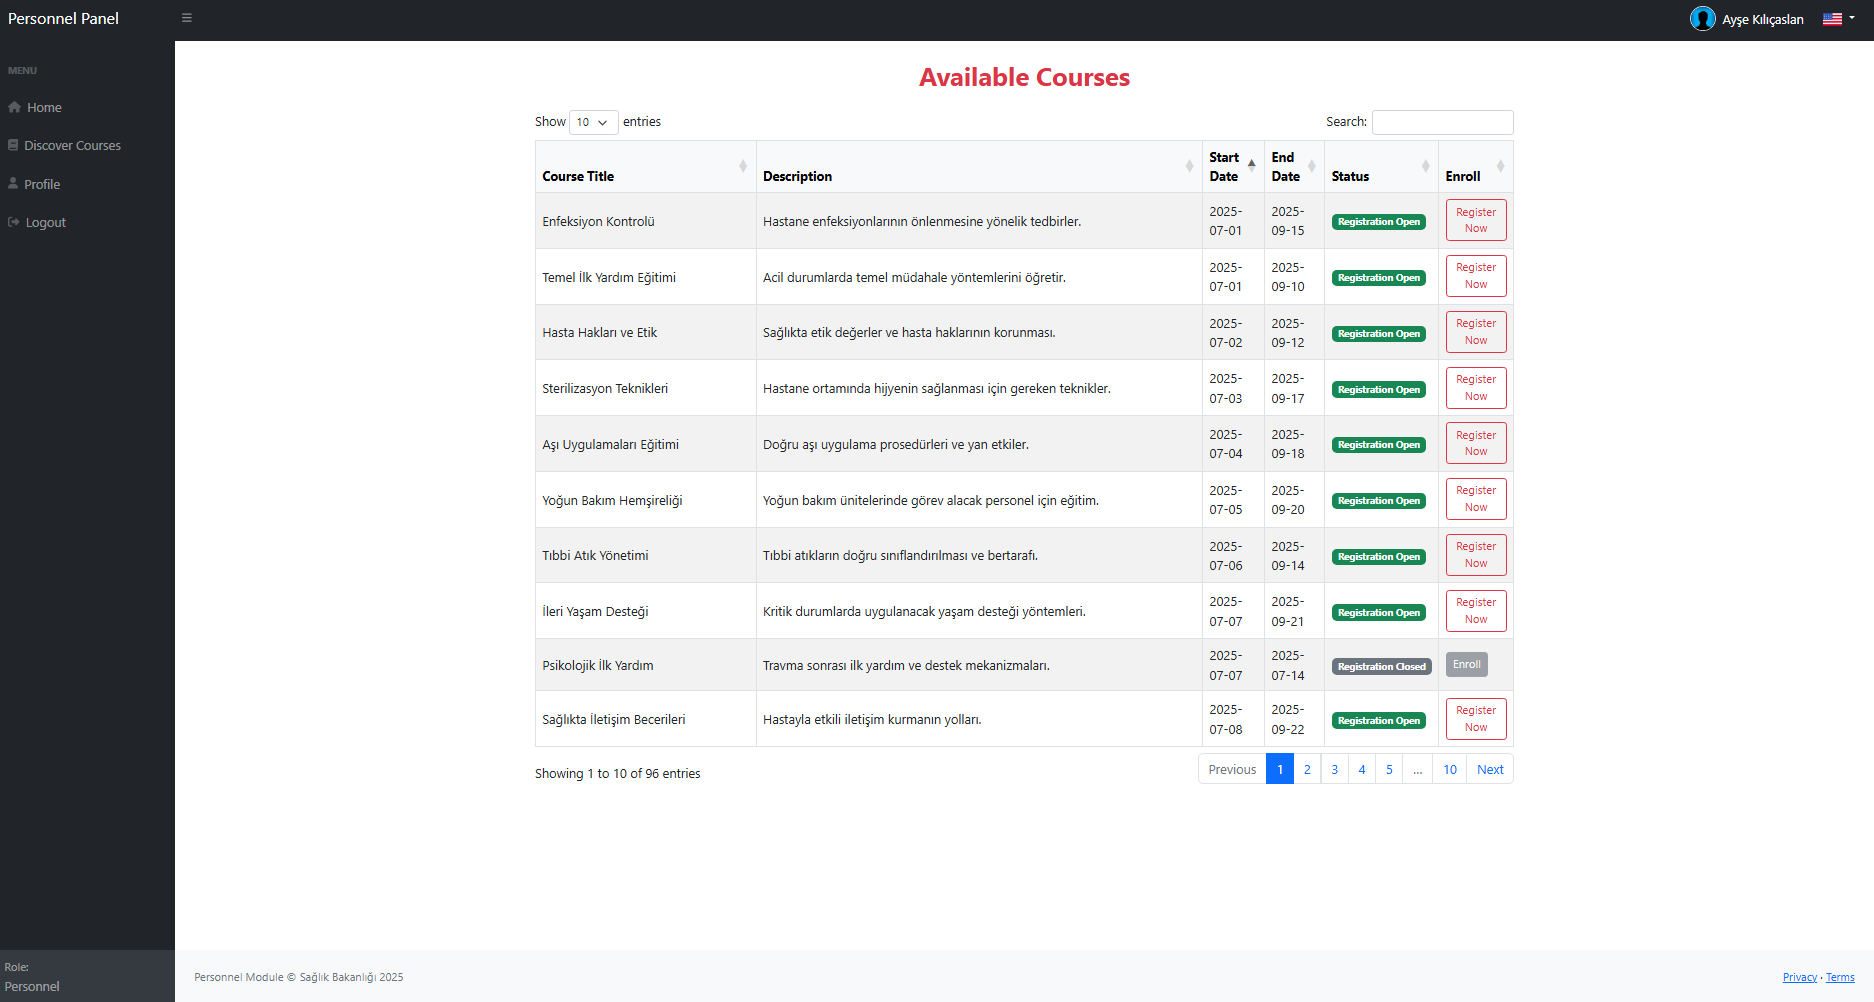 Personnel Panel
Ayşe Kılıçaslan
MENU
Home
Discover Courses
Profile
Logout
Role:
Personnel
Available Courses
Show 10 entries
Search:
Course Title Description Start Date End Date Status Enroll
Enfeksiyon Kontrolü Hastane enfeksiyonlarının önlenmesine yönelik tedbirler. 2025-07-01 2025-09-15 Registration Open Register Now
Temel İlk Yardım Eğitimi Acil durumlarda temel müdahale yöntemlerini öğretir. 2025-07-01 2025-09-10 Registration Open Register Now
Hasta Hakları ve Etik Sağlıkta etik değerler ve hasta haklarının korunması. 2025-07-02 2025-09-12 Registration Open Register Now
Sterilizasyon Teknikleri Hastane ortamında hijyenin sağlanması için gereken teknikler. 2025-07-03 2025-09-17 Registration Open Register Now
Aşı Uygulamaları Eğitimi Doğru aşı uygulama prosedürleri ve yan etkiler. 2025-07-04 2025-09-18 Registration Open Register Now
Yoğun Bakım Hemşireliği Yoğun bakım ünitelerinde görev alacak personel için eğitim. 2025-07-05 2025-09-20 Registration Open Register Now
Tıbbi Atık Yönetimi Tıbbi atıkların doğru sınıflandırılması ve bertarafı. 2025-07-06 2025-09-14 Registration Open Register Now
İleri Yaşam Desteği Kritik durumlarda uygulanacak yaşam desteği yöntemleri. 2025-07-07 2025-09-21 Registration Open Register Now
Psikolojik İlk Yardım Travma sonrası ilk yardım ve destek mekanizmaları. 2025-07-07 2025-07-14 Registration Closed Enroll
Sağlıkta İletişim Becerileri Hastayla etkili iletişim kurmanın yolları. 2025-07-08 2025-09-22 Registration Open Register Now
Showing 1 to 10 of 96 entries
Previous 1 2 3 4 5 ... 10 Next
Personnel Module © Sağlık Bakanlığı 2025
Privacy · Terms